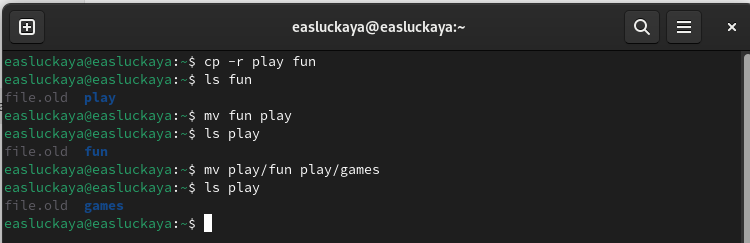 easluckaya@easluckaya:~
easluckaya@easluckaya:~$ cp -r play fun
easluckaya@easluckaya:~$ ls fun
file.old  play
easluckaya@easluckaya:~$ mv fun play
easluckaya@easluckaya:~$ ls play
file.old  fun
easluckaya@easluckaya:~$ mv play/fun play/games
easluckaya@easluckaya:~$ ls play
file.old  games
easluckaya@easluckaya:~$